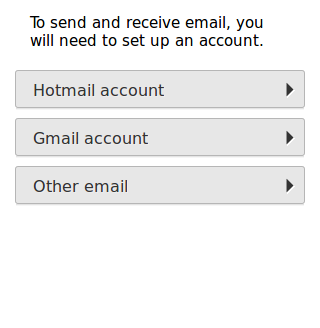 To send and receive email, you
will need to set up an account.
Hotmail account
Gmail account
Other email